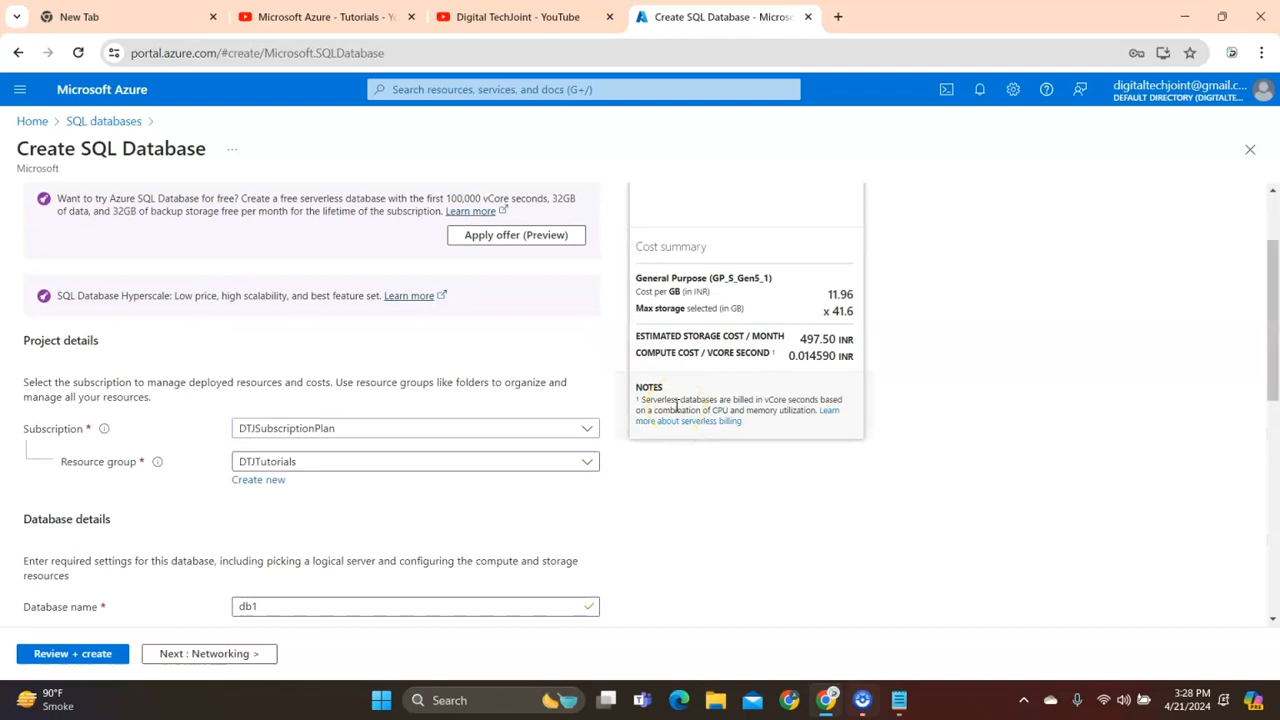 New Tab
Microsoft Azure - Tutorials - Yo
Digital TechJoint - YouTube
Create SQL Database - Microso
portal.azure.com/#create/Microsoft.SQLDatabase
Microsoft Azure
Search resources, services, and docs (G+/)
digitaltechjoint@gmail.c...
DEFAULT DIRECTORY (DIGITALTE...
Home > SQL databases >
Create SQL Database ...
Microsoft
Want to try Azure SQL Database for free? Create a free serverless database with the first 100,000 vCore seconds, 32GB
of data, and 32GB of backup storage free per month for the lifetime of the subscription. Learn more
Apply offer (Preview)
SQL Database Hyperscale: Low price, high scalability, and best feature set. Learn more
Project details
Select the subscription to manage deployed resources and costs. Use resource groups like folders to organize and
manage all your resources.
Subscription *
DTJSubscriptionPlan
Resource group *
DTJTutorials
Create new
Database details
Enter required settings for this database, including picking a logical server and configuring the compute and storage
resources
Database name *
db1
Cost summary
General Purpose (GP_S_Gen5_1)
Cost per GB (in INR) 11.96
Max storage selected (in GB) x 41.6
ESTIMATED STORAGE COST / MONTH 497.50 INR
COMPUTE COST / VCORE SECOND ¹ 0.014590 INR
NOTES
¹ Serverless databases are billed in vCore seconds based
on a combination of CPU and memory utilization. Learn
more about serverless billing
Review + create
Next : Networking >
90°F
Smoke
Search
3:28 PM
4/21/2024